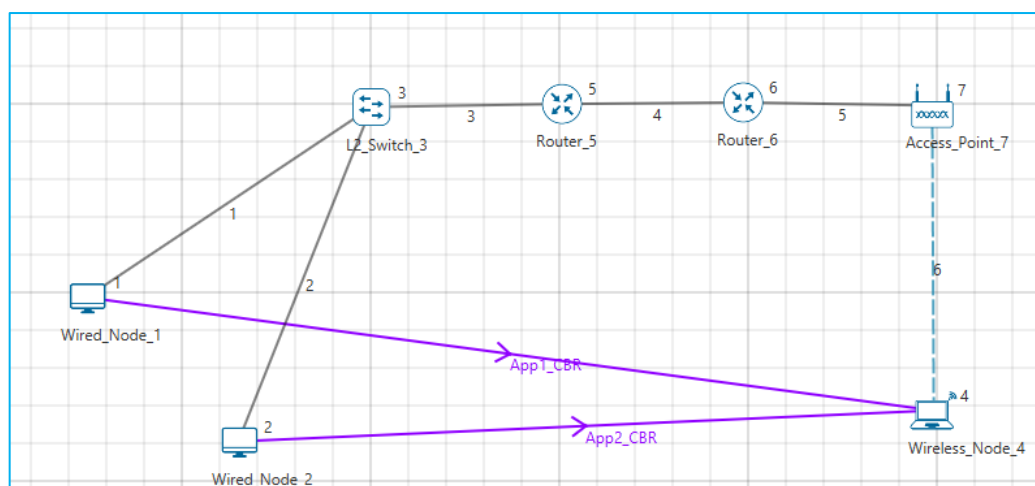 3
L2_Switch_3
3
5
Router_5
4
6
Router_6
5
7
Access_Point_7
1
2
6
1
Wired_Node_1
App1_CBR
2
Wired_Node_2
App2_CBR
4
Wireless_Node_4